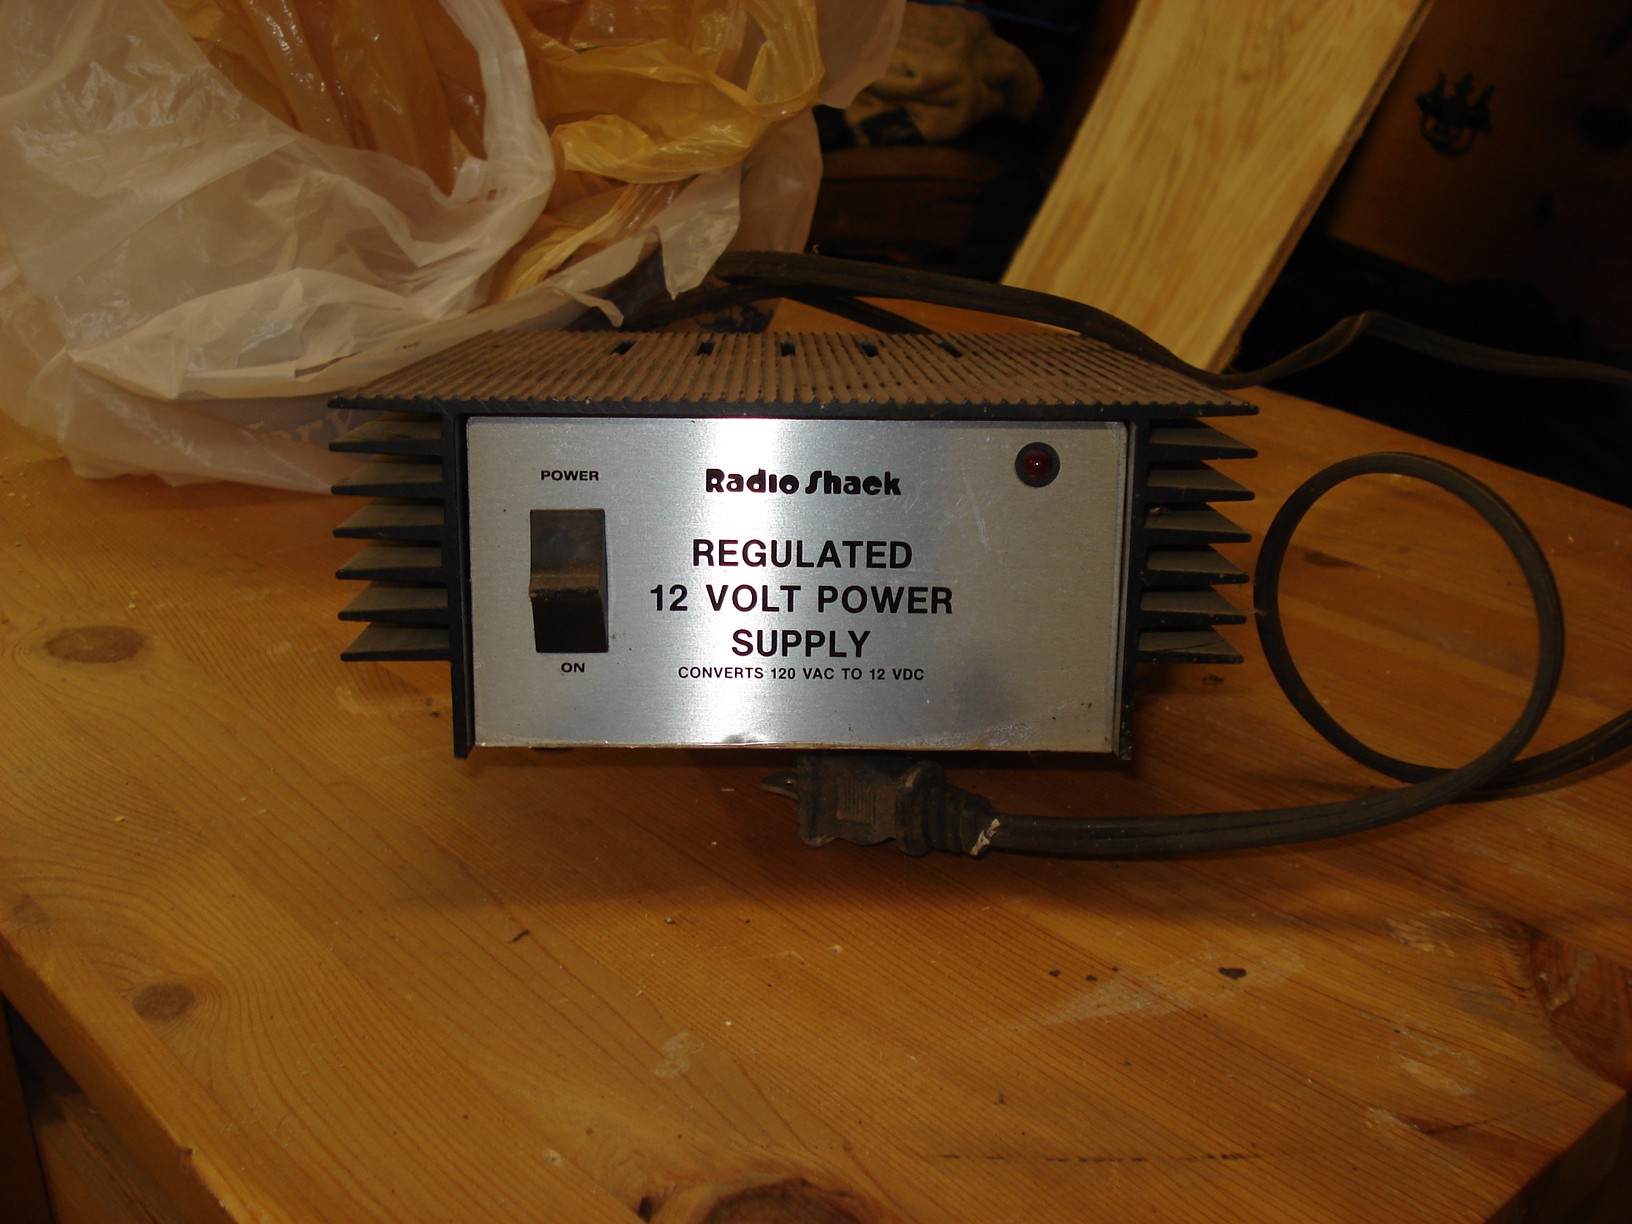 POWER
Radio Shack
REGULATED
12 VOLT POWER
SUPPLY
CONVERTS 120 VAC TO 12 VDC
ON